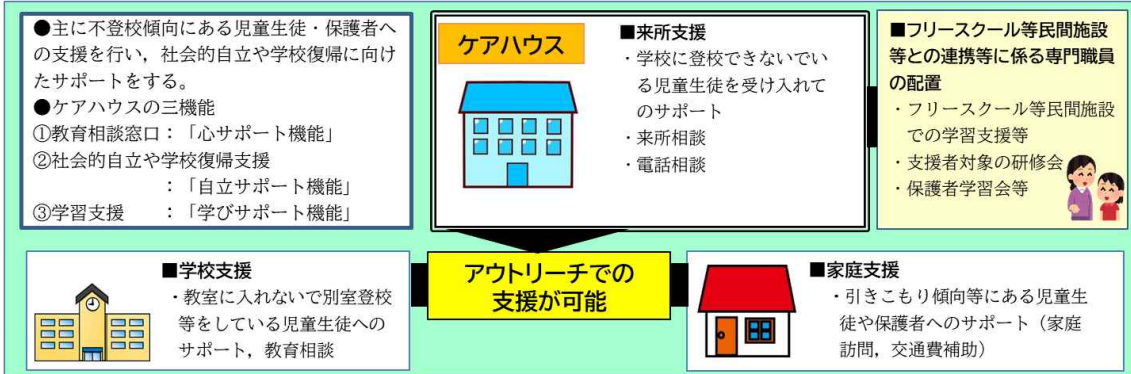 ●主に不登校傾向にある児童生徒・保護者へ
の支援を行い，社会的自立や学校復帰に向け
たサポートをする。
●ケアハウスの三機能
①教育相談窓口：「心サポート機能」
②社会的自立や学校復帰支援
：「自立サポート機能」
③学習支援　　：「学びサポート機能」
ケアハウス
■来所支援
・学校に登校できないでい
る児童生徒を受け入れて
のサポート
・来所相談
・電話相談
■フリースクール等民間施設
等との連携等に係る専門職員
の配置
・フリースクール等民間施設
での学習支援等
・支援者対象の研修会
・保護者学習会等
■学校支援
・教室に入れないで別室登校
等をしている児童生徒への
サポート，教育相談
アウトリーチでの
支援が可能
■家庭支援
・引きこもり傾向等にある児童生
徒や保護者へのサポート（家庭
訪問，交通費補助）